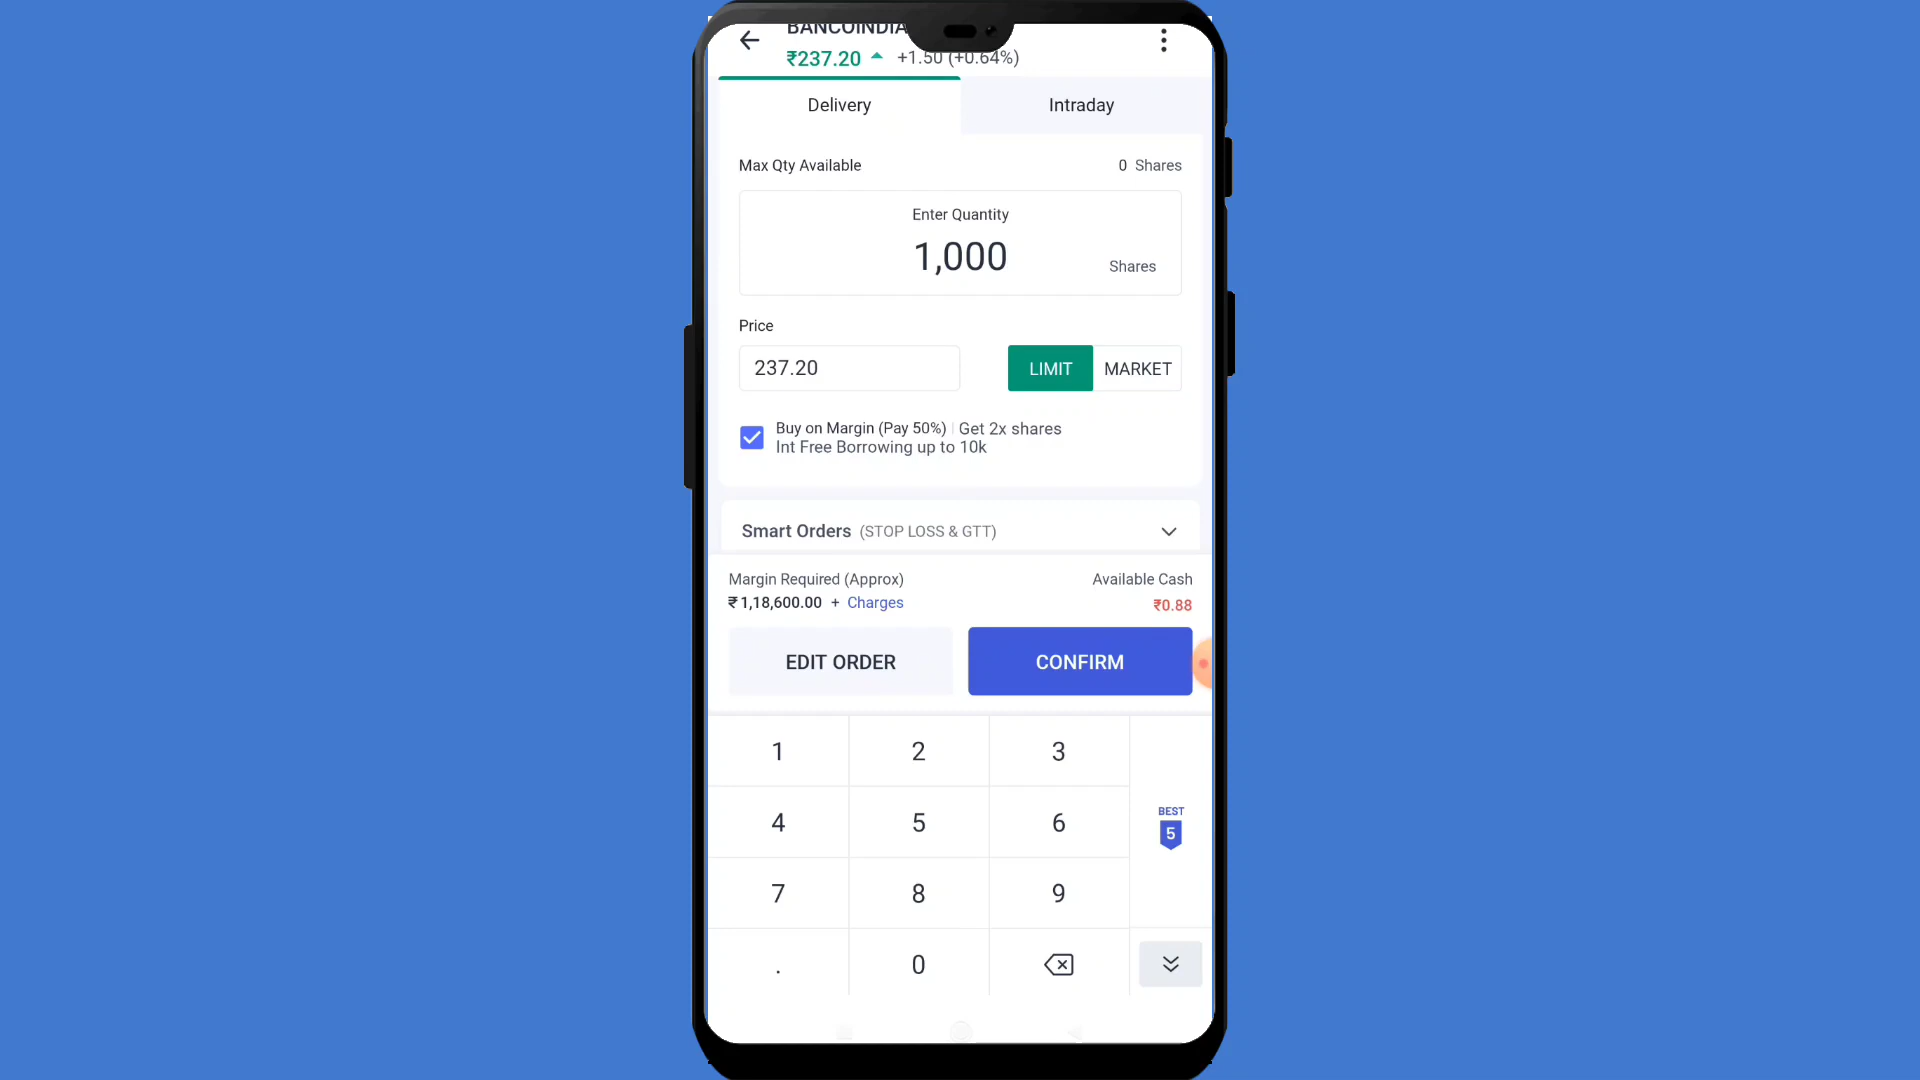 BANCOINDIA
₹237.20 +1.50 (+0.64%)
Delivery Intraday
Max Qty Available 0 Shares
Enter Quantity
1,000
Shares
Price
237.20 LIMIT MARKET
Buy on Margin (Pay 50%) | Get 2x shares
Int Free Borrowing up to 10k
Smart Orders (STOP LOSS & GTT)
Margin Required (Approx) Available Cash
₹1,18,600.00 + Charges ₹0.88
EDIT ORDER CONFIRM
1 2 3
4 5 6
BEST
5
7 8 9
. 0